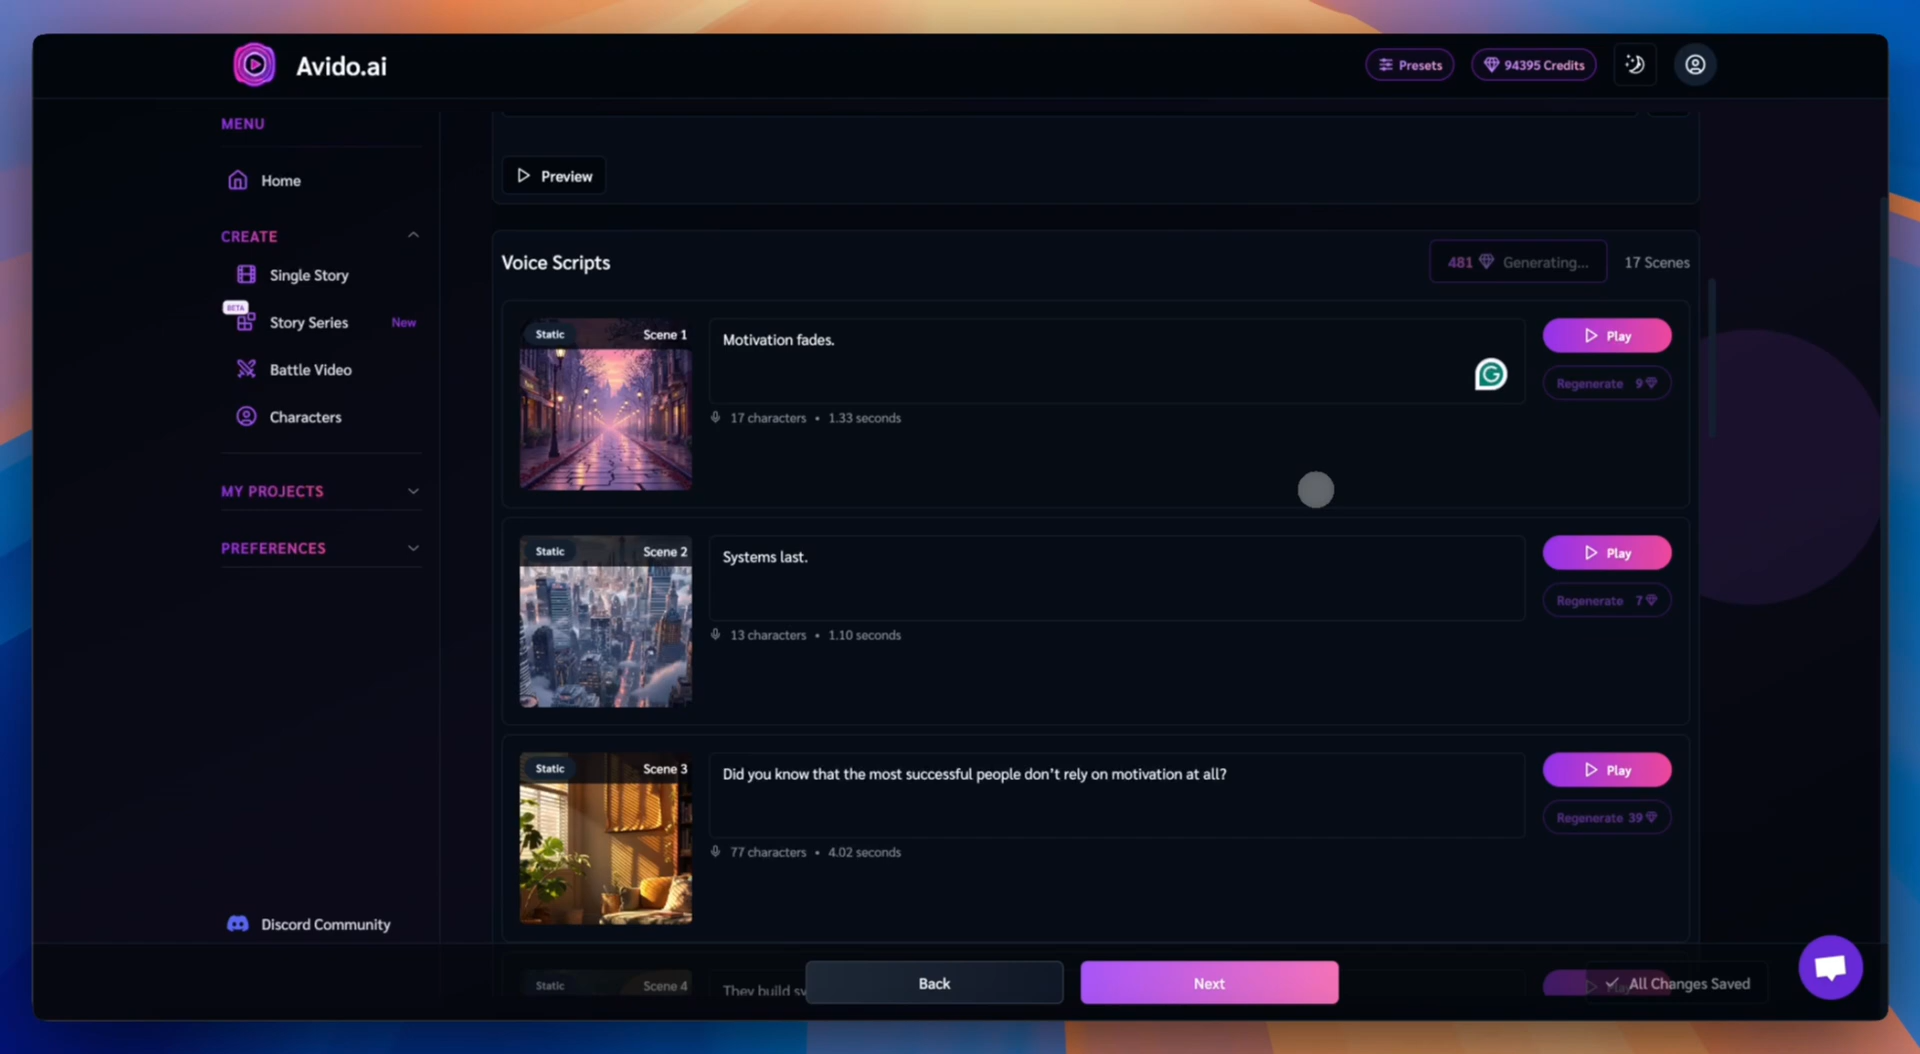 Avido.ai
Presets
94395 Credits
MENU
Home
CREATE
Single Story
BETA
Story Series New
Battle Video
Characters
MY PROJECTS
PREFERENCES
Discord Community
Preview
Voice Scripts
481 Generating...
17 Scenes
Static Scene 1
Motivation fades.
17 characters • 1.33 seconds
Play
Regenerate 9
Static Scene 2
Systems last.
13 characters • 1.10 seconds
Play
Regenerate 7
Static Scene 3
Did you know that the most successful people don't rely on motivation at all?
77 characters • 4.02 seconds
Play
Regenerate 39
Static Scene 4
They build
Back
Next
All Changes Saved